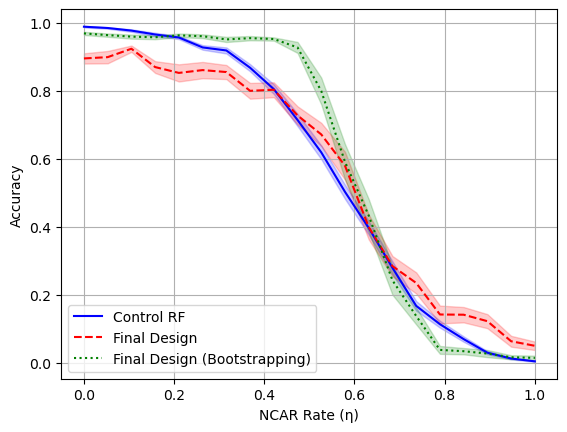 1.0
0.8
0.6
0.4
0.2
0.0
Accuracy
Control RF
Final Design
Final Design (Bootstrapping)
0.0 0.2 0.4 0.6 0.8 1.0
NCAR Rate (η)